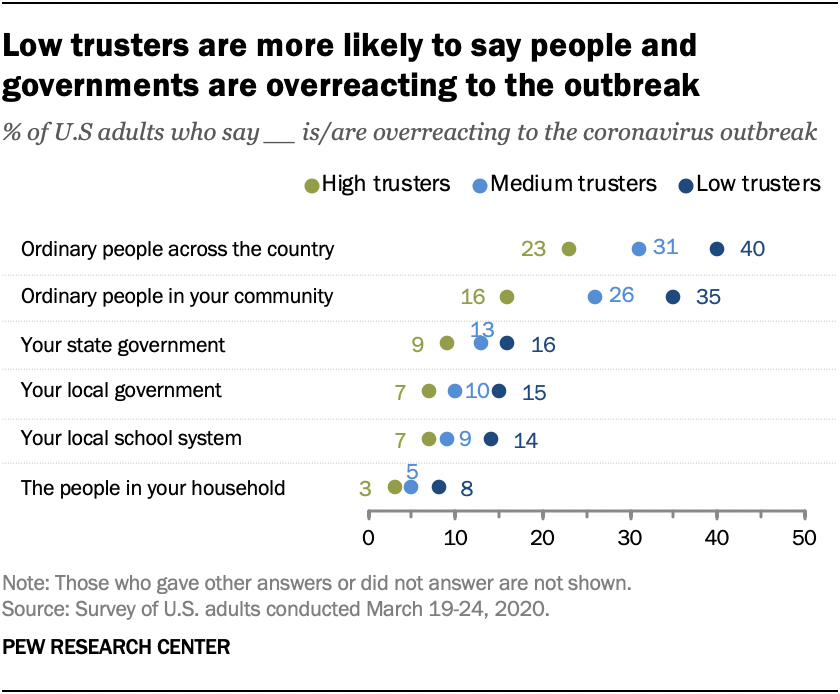 Low trusters are more likely to say people and
governments are overreacting to the outbreak
% of U.S adults who say __ is/are overreacting to the coronavirus outbreak
High trusters Medium trusters Low trusters
Ordinary people across the country 23 31 40
Ordinary people in your community 16 26 35
Your state government 9 13 16
Your local government 7 10 15
Your local school system 7 9 14
The people in your household 3 5 8
0 10 20 30 40 50
Note: Those who gave other answers or did not answer are not shown.
Source: Survey of U.S. adults conducted March 19-24, 2020.
PEW RESEARCH CENTER